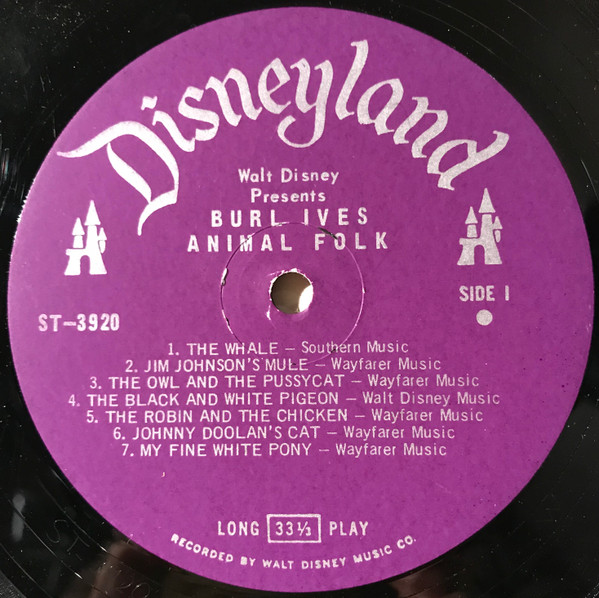 Disneyland
Walt Disney
Presents
BURL IVES
ANIMAL FOLK
ST-3920
SIDE 1
1. THE WHALE — Southern Music
2. JIM JOHNSON'S MULE — Wayfarer Music
3. THE OWL AND THE PUSSYCAT — Wayfarer Music
4. THE BLACK AND WHITE PIGEON — Walt Disney Music
5. THE ROBIN AND THE CHICKEN — Wayfarer Music
6. JOHNNY DOOLAN'S CAT — Wayfarer Music
7. MY FINE WHITE PONY — Wayfarer Music
LONG 33⅓ PLAY
RECORDED BY WALT DISNEY MUSIC CO.